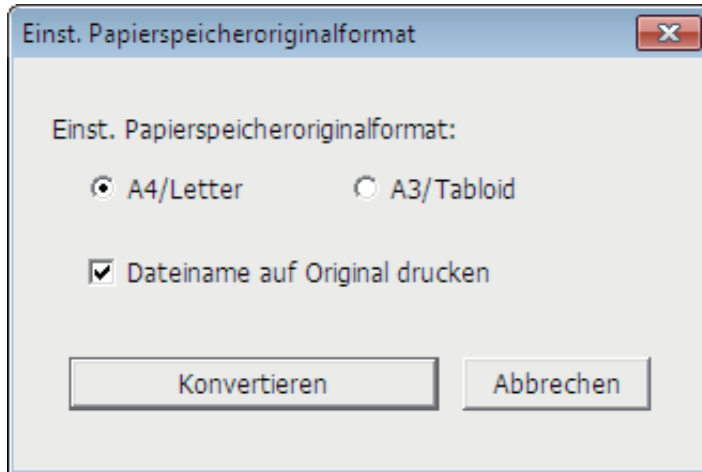 Einst. Papierspeicheroriginalformat
Einst. Papierspeicheroriginalformat:
A4/Letter A3/Tabloid
Dateiname auf Original drucken
Konvertieren Abbrechen